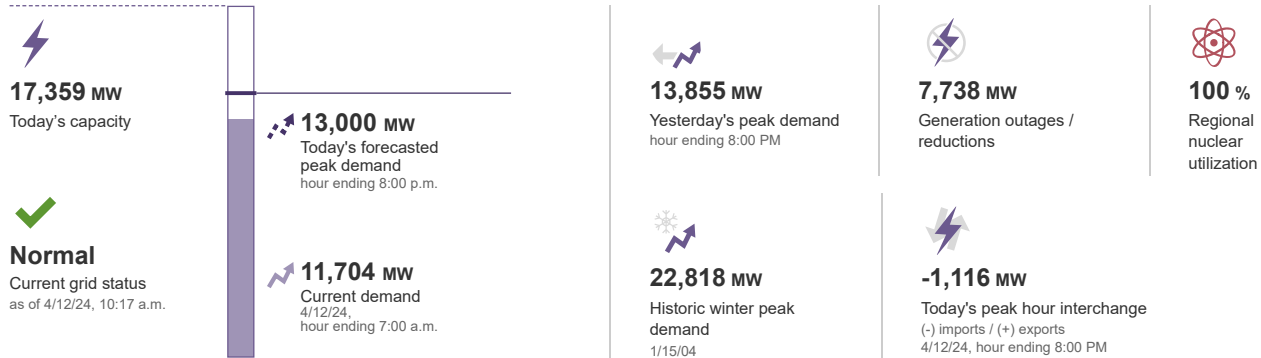 17,359 MW
Today's capacity
Normal
Current grid status
as of 4/12/24, 10:17 a.m.
13,000 MW
Today's forecasted
peak demand
hour ending 8:00 p.m.
11,704 MW
Current demand
4/12/24,
hour ending 7:00 a.m.
13,855 MW
Yesterday's peak demand
hour ending 8:00 PM
7,738 MW
Generation outages /
reductions
100 %
Regional
nuclear
utilization
22,818 MW
Historic winter peak
demand
1/15/04
-1,116 MW
Today's peak hour interchange
(-) imports / (+) exports
4/12/24, hour ending 8:00 PM